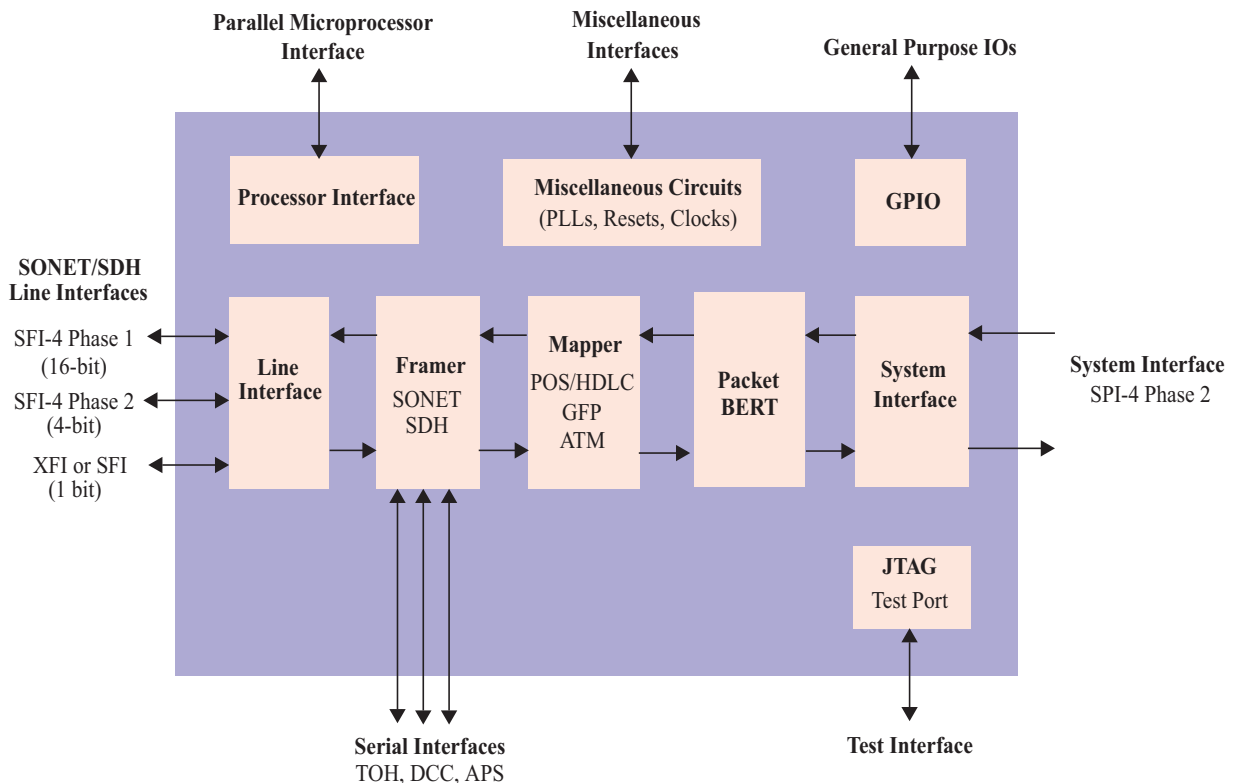 Parallel Microprocessor
Interface
Miscellaneous
Interfaces
General Purpose IOs
Processor Interface
Miscellaneous Circuits
(PLLs, Resets, Clocks)
GPIO
SONET/SDH
Line Interfaces
SFI-4 Phase 1
(16-bit)
SFI-4 Phase 2
(4-bit)
XFI or SFI
(1 bit)
Line
Interface
Framer
SONET
SDH
Mapper
POS/HDLC
GFP
ATM
Packet
BERT
System
Interface
System Interface
SPI-4 Phase 2
JTAG
Test Port
Serial Interfaces
TOH, DCC, APS
Test Interface